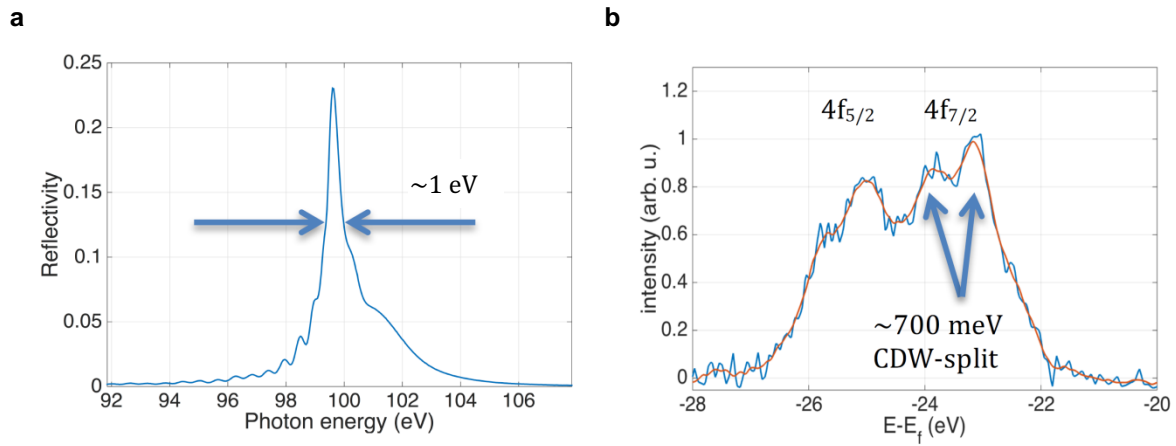 a
0.25
0.2
0.15
0.1
0.05
0
Reflectivity
~1 eV
92 94 96 98 100 102 104 106
Photon energy (eV)
b
1.2
1
0.8
0.6
0.4
0.2
0
intensity (arb. u.)
4f5/2 4f7/2
~700 meV
CDW-split
-28 -26 -24 -22 -20
E-Ef (eV)